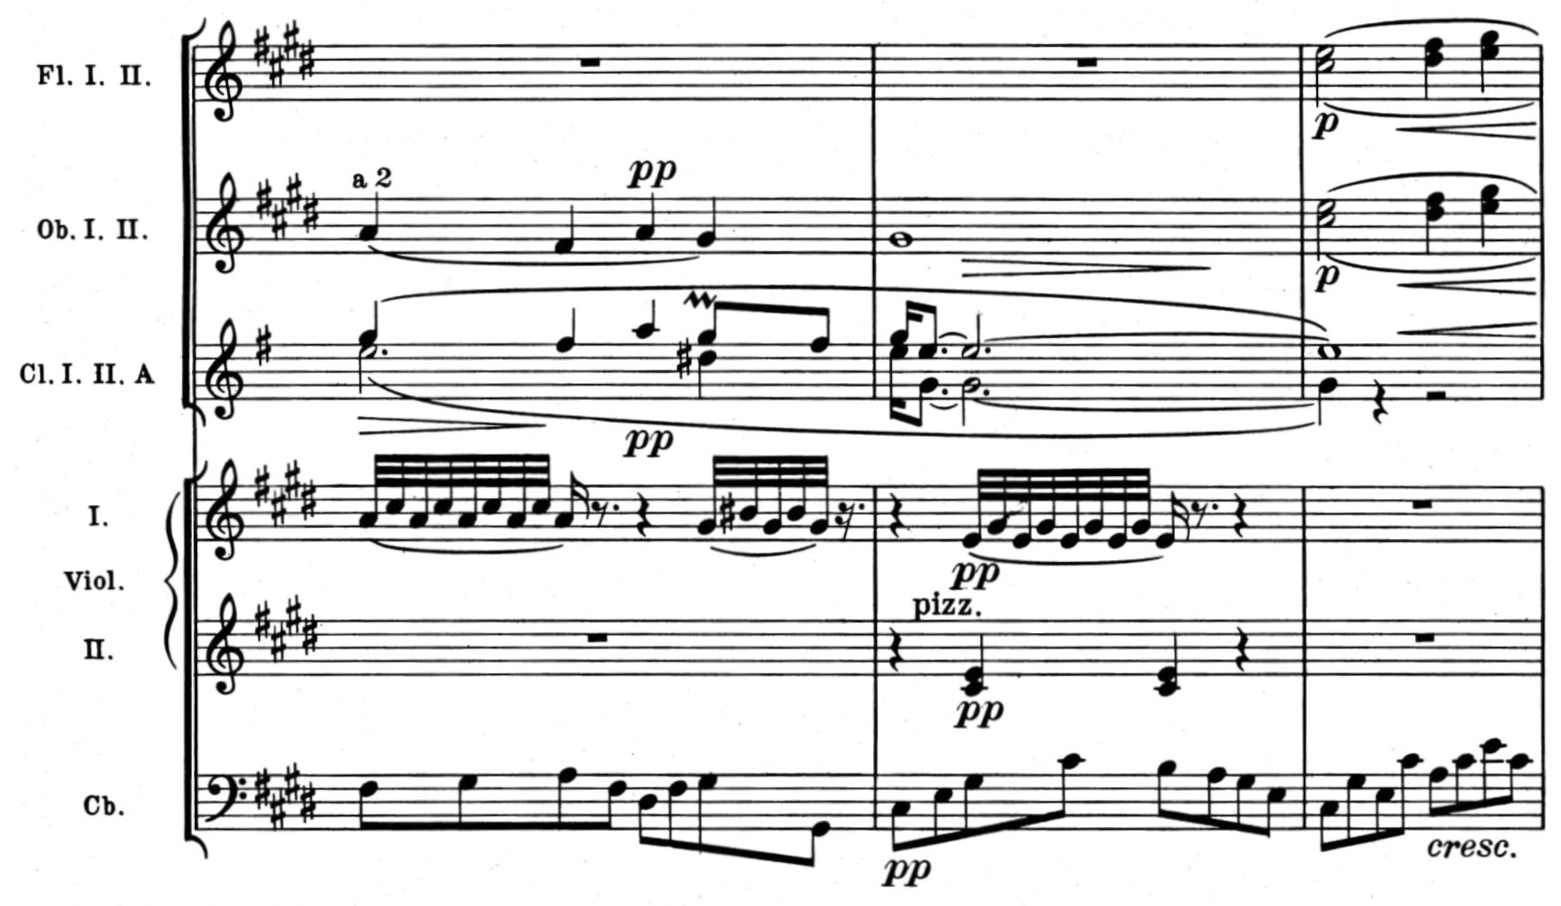 Fl. I. II.
p
a 2
pp
Ob. I. II.
p
Cl. I. II. A
pp
I.
pp
Viol.
pizz.
II.
pp
Cb.
cresc.
pp